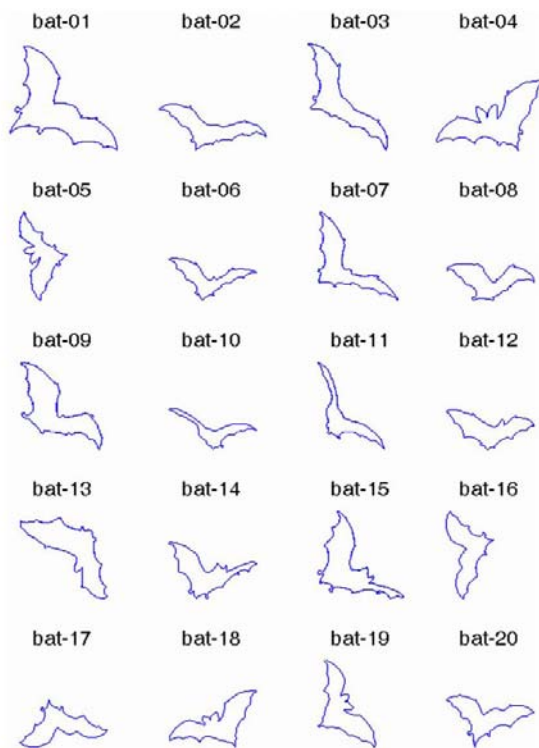 bat-01 bat-02 bat-03 bat-04
bat-05 bat-06 bat-07 bat-08
bat-09 bat-10 bat-11 bat-12
bat-13 bat-14 bat-15 bat-16
bat-17 bat-18 bat-19 bat-20